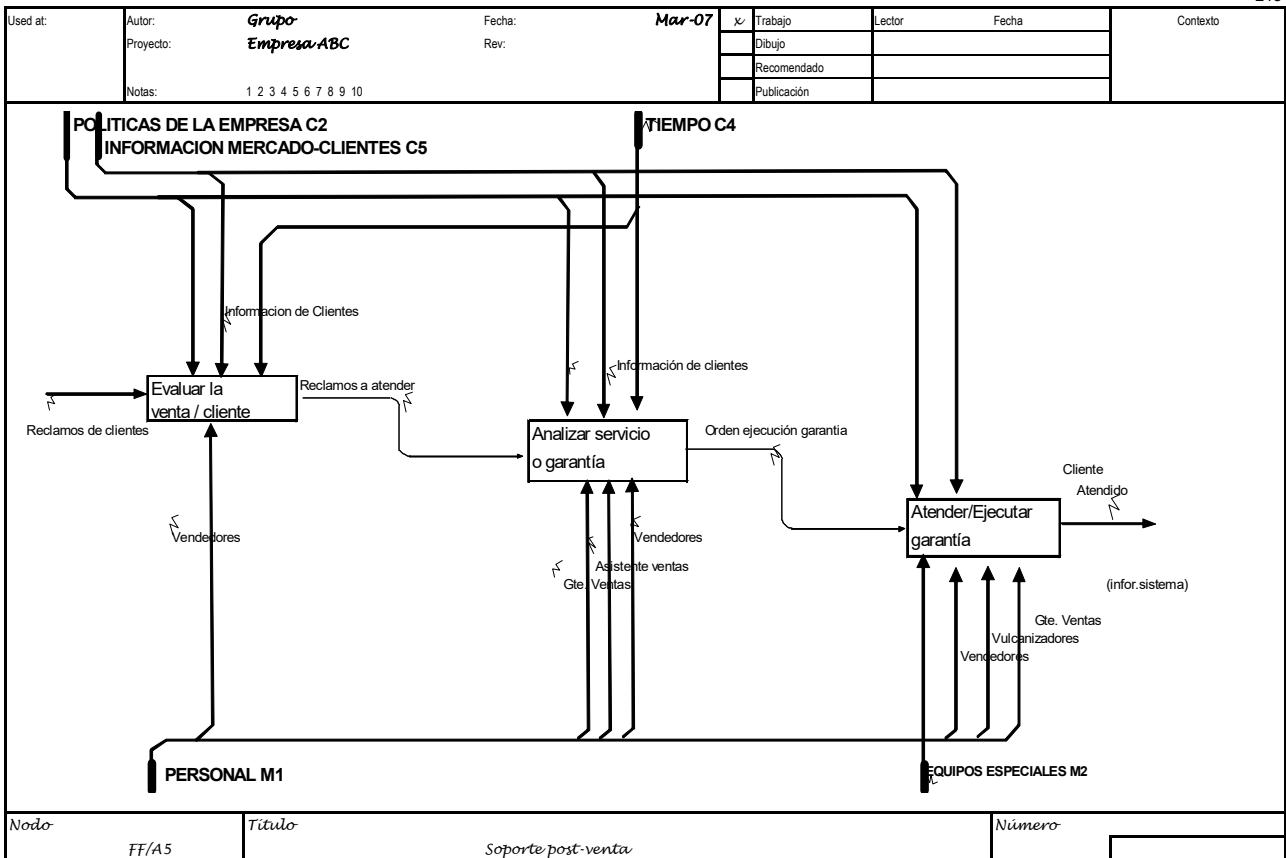 Used at:
Autor: Grupo Fecha: Mar-07 x Trabajo Lector Fecha Contexto
Proyecto: Empresa ABC Rev: Dibujo
Recomendado
Notas: 1 2 3 4 5 6 7 8 9 10 Publicación
POLITICAS DE LA EMPRESA C2
TIEMPO C4
INFORMACION MERCADO-CLIENTES C5
Informacion de Clientes
Información de clientes
Evaluar la
venta / cliente
Reclamos a atender
Reclamos de clientes
Analizar servicio
o garantía
Orden ejecución garantia
Cliente
Atendido
Atender/Ejecutar
garantía
Vendedores
Vendedores
Asistente ventas
Gte. Ventas
(infor.sistema)
Gte. Ventas
Vulcanizadores
Vendedores
PERSONAL M1
EQUIPOS ESPECIALES M2
Nodo Título Número
FF/A5 Soporte post-venta